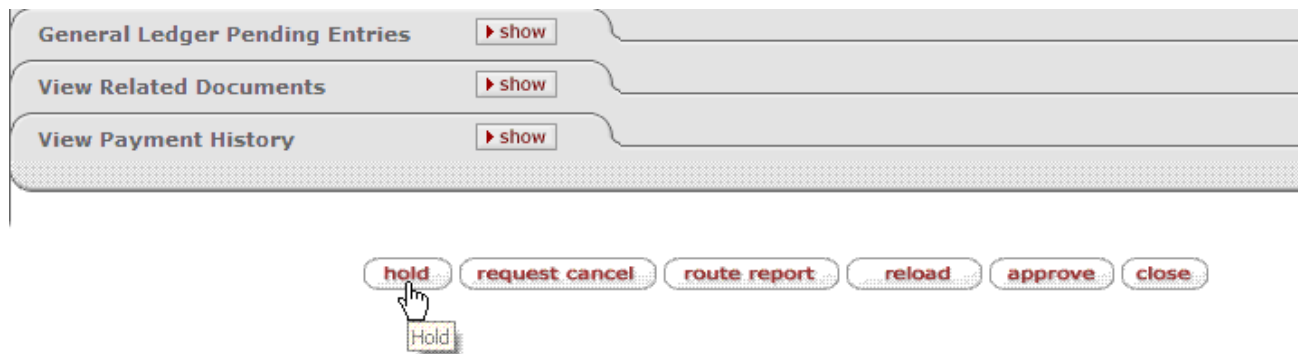 General Ledger Pending Entries show
View Related Documents show
View Payment History show
hold request cancel route report reload approve close
Hold